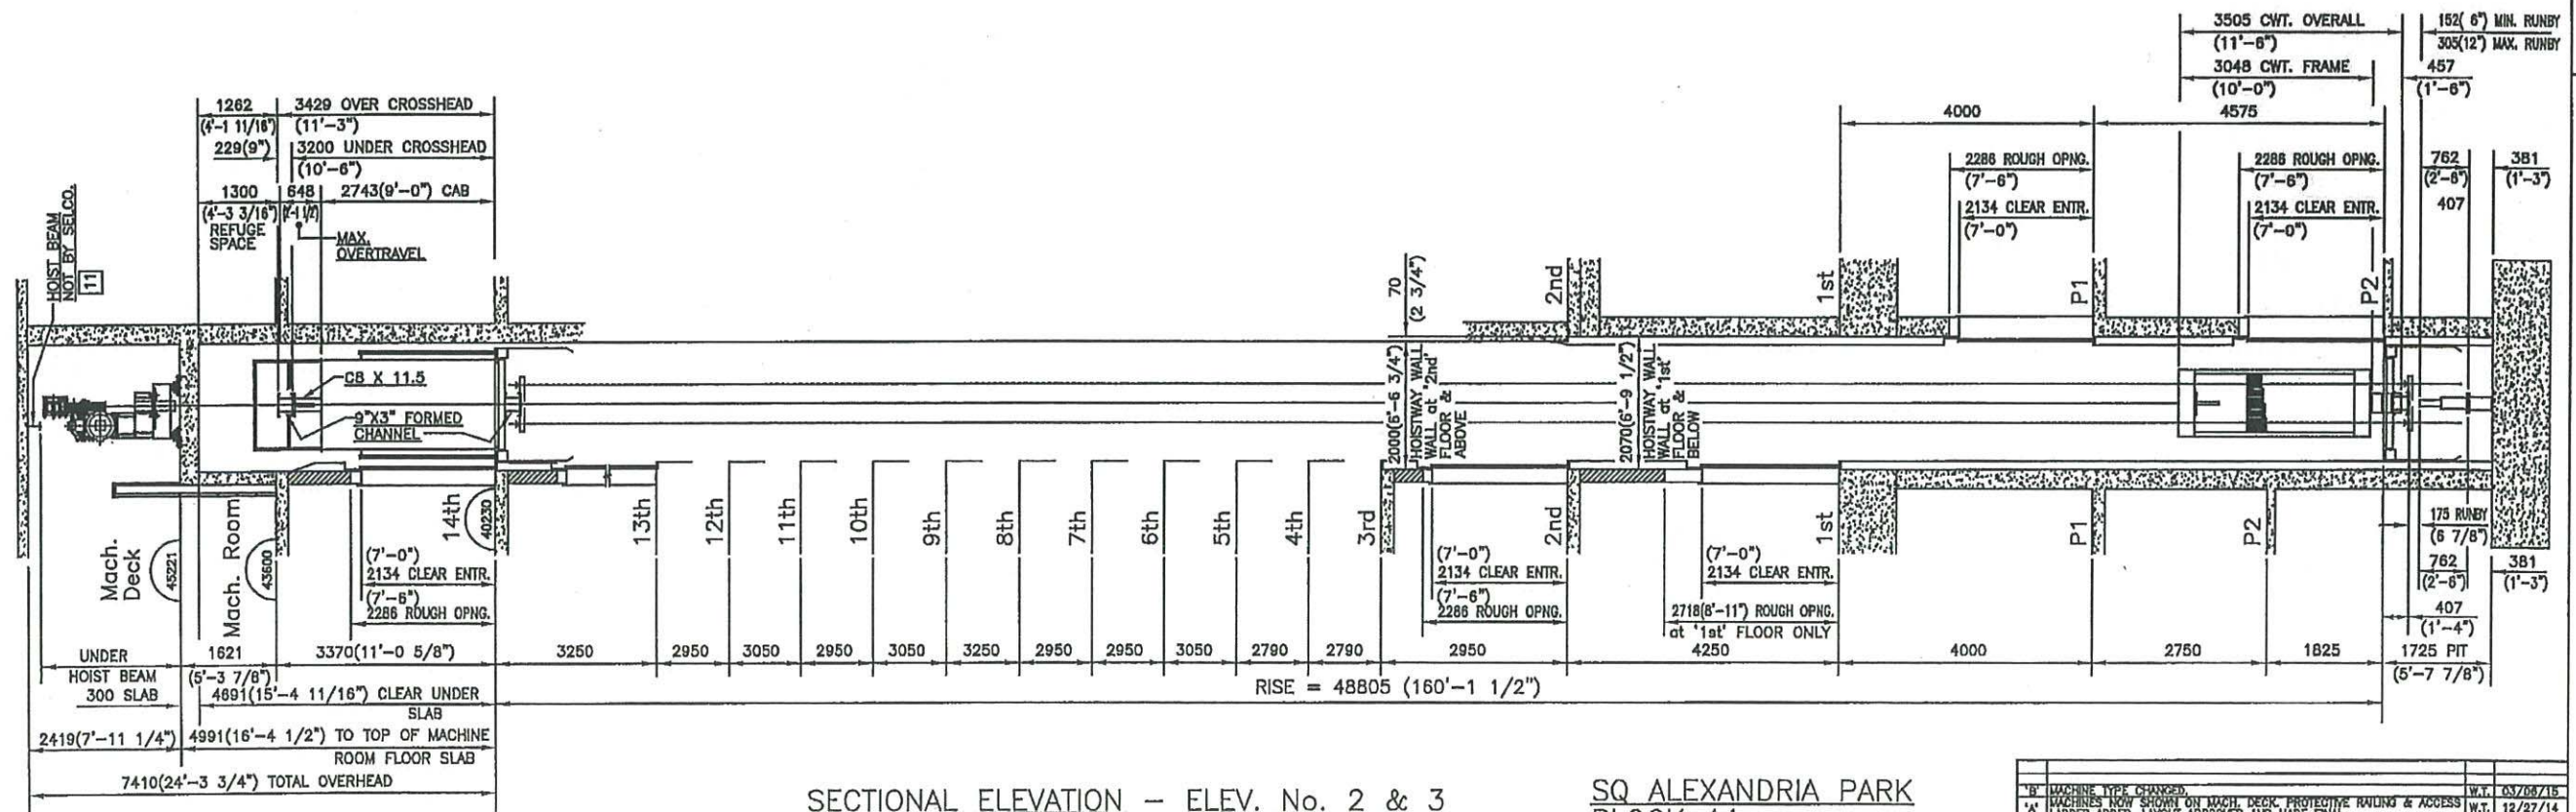 3505 CWT. OVERALL
(11'-6")
152( 6") MIN. RUNBY
305(12") MAX. RUNBY
3048 CWT. FRAME
(10'-0")
457
(1'-6")
1262
(4'-1 11/16")
3429 OVER CROSSHEAD
(11'-3")
229(9")
3200 UNDER CROSSHEAD
(10'-6")
4000
4575
1300
(4'-3 3/16")
REFUGE
SPACE
648
2743(9'-0") CAB
MAX.
OVERTRAVEL
2286 ROUGH OPNG.
(7'-6")
2134 CLEAR ENTR.
(7'-0")
2286 ROUGH OPNG.
(7'-6")
2134 CLEAR ENTR.
(7'-0")
762
(2'-6")
407
381
(1'-3")
HOIST BEAM
NOT BY SELCO.
11
70
(2 3/4")
2nd
1st
P1
P2
C8 X 11.5
9"X3" FORMED
CHANNEL
2000(6'-6 3/4")
HOISTWAY WALL
WALL at '2nd'
FLOOR &
ABOVE
2070(6'-9 1/2")
HOISTWAY WALL
WALL at '1st'
FLOOR &
BELOW
Mach.
Deck
45221
Mach. Room
43600
14th
40230
13th
12th
11th
10th
9th
8th
7th
6th
5th
4th
3rd
2nd
1st
P1
P2
175 RUNBY
(6 7/8")
762
(2'-6")
381
(1'-3")
407
(1'-4")
(7'-0")
2134 CLEAR ENTR.
(7'-6")
2286 ROUGH OPNG.
(7'-0")
2134 CLEAR ENTR.
(7'-6")
2286 ROUGH OPNG.
(7'-0")
2134 CLEAR ENTR.
2718(8'-11") ROUGH OPNG.
at '1st' FLOOR ONLY
UNDER
HOIST BEAM
1621
(5'-3 7/8")
3370(11'-0 5/8")
3250
2950
3050
2950
3050
3250
2950
2950
3050
2790
2790
2950
4250
4000
2750
1825
1725 PIT
(5'-7 7/8")
300 SLAB
4691(15'-4 11/16") CLEAR UNDER
SLAB
RISE = 48805 (160'-1 1/2")
2419(7'-11 1/4")
4991(16'-4 1/2") TO TOP OF MACHINE
ROOM FLOOR SLAB
7410(24'-3 3/4") TOTAL OVERHEAD
SECTIONAL ELEVATION - ELEV. No. 2 & 3
SQ ALEXANDRIA PARK
'B' MACHINE TYPE CHANGED. W.T. 03/06/15
'A' MACHINES NOW SHOWN ON MACH. DECK. PROTECTIVE RAILING & ACCESS W.T.